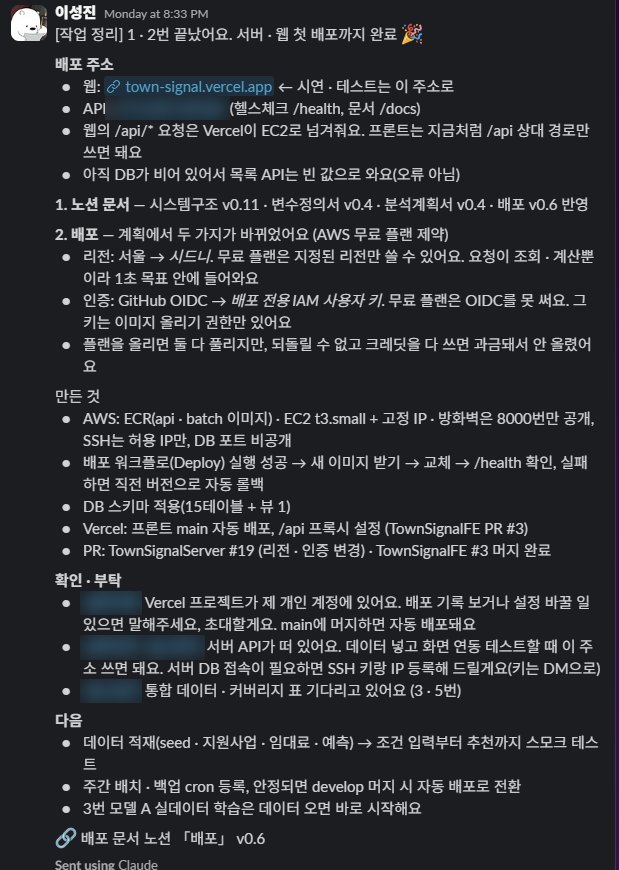 이성진 Monday at 8:33 PM
[작업 정리] 1 · 2번 끝났어요. 서버 · 웹 첫 배포까지 완료 🎉
배포 주소
웹: 🔗 town-signal.vercel.app ← 시연 · 테스트는 이 주소로
API (헬스체크 /health, 문서 /docs)
웹의 /api/* 요청은 Vercel이 EC2로 넘겨줘요. 프론트는 지금처럼 /api 상대 경로만
쓰면 돼요
아직 DB가 비어 있어서 목록 API는 빈 값으로 와요(오류 아님)
1. 노션 문서 — 시스템구조 v0.11 · 변수정의서 v0.4 · 분석계획서 v0.4 · 배포 v0.6 반영
2. 배포 — 계획에서 두 가지가 바뀌었어요 (AWS 무료 플랜 제약)
리전: 서울 → 시드니. 무료 플랜은 지정된 리전만 쓸 수 있어요. 요청이 조회 · 계산뿐
이라 1초 목표 안에 들어와요
인증: GitHub OIDC → 배포 전용 IAM 사용자 키. 무료 플랜은 OIDC를 못 써요. 그
키는 이미지 올리기 권한만 있어요
플랜을 올리면 둘 다 풀리지만, 되돌릴 수 없고 크레딧을 다 쓰면 과금돼서 안 올렸어
요
만든 것
AWS: ECR(api · batch 이미지) · EC2 t3.small + 고정 IP · 방화벽은 8000번만 공개,
SSH는 허용 IP만, DB 포트 비공개
배포 워크플로(Deploy) 실행 성공 → 새 이미지 받기 → 교체 → /health 확인, 실패
하면 직전 버전으로 자동 롤백
DB 스키마 적용(15테이블 + 뷰 1)
Vercel: 프론트 main 자동 배포, /api 프록시 설정 (TownSignalFE PR #3)
PR: TownSignalServer #19 (리전 · 인증 변경) · TownSignalFE #3 머지 완료
확인 · 부탁
Vercel 프로젝트가 제 개인 계정에 있어요. 배포 기록 보거나 설정 바꿀 일
있으면 말해주세요, 초대할게요. main에 머지하면 자동 배포돼요
서버 API가 떠 있어요. 데이터 넣고 화면 연동 테스트할 때 이 주
소 쓰면 돼요. 서버 DB 접속이 필요하면 SSH 키랑 IP 등록해 드릴게요(키는 DM으로)
통합 데이터 · 커버리지 표 기다리고 있어요 (3 · 5번)
다음
데이터 적재(seed · 지원사업 · 임대료 · 예측) → 조건 입력부터 추천까지 스모크 테스
트
주간 배치 · 백업 cron 등록, 안정되면 develop 머지 시 자동 배포로 전환
3번 모델 A 실데이터 학습은 데이터 오면 바로 시작해요
🔗 배포 문서 노션 「배포」 v0.6
Sent using Claude